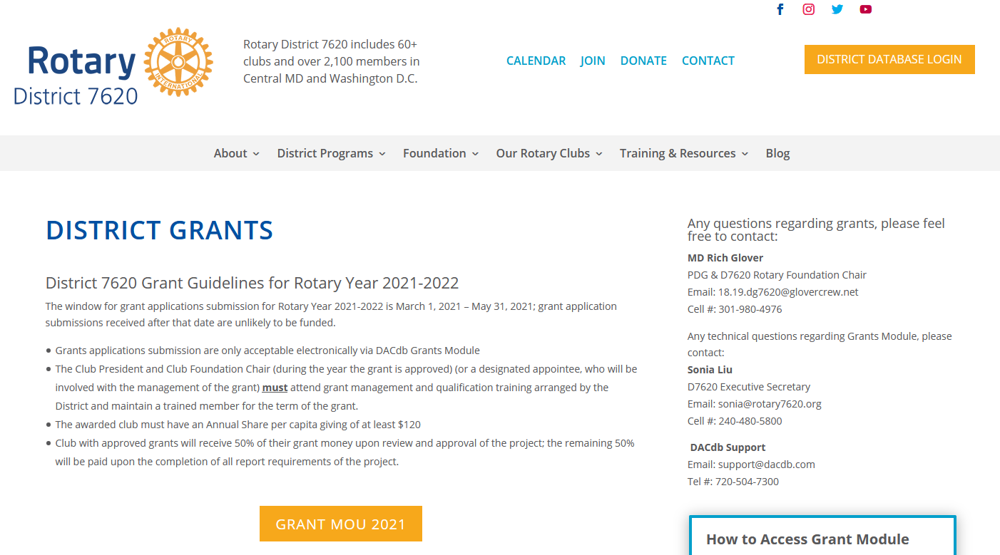 Rotary
District 7620
ROTARY
INTERNATIONAL
Rotary District 7620 includes 60+
clubs and over 2,100 members in
Central MD and Washington D.C.
CALENDAR JOIN DONATE CONTACT
DISTRICT DATABASE LOGIN
About District Programs Foundation Our Rotary Clubs Training & Resources Blog
DISTRICT GRANTS
District 7620 Grant Guidelines for Rotary Year 2021-2022
The window for grant applications submission for Rotary Year 2021-2022 is March 1, 2021 – May 31, 2021; grant application
submissions received after that date are unlikely to be funded.
• Grants applications submission are only acceptable electronically via DACdb Grants Module
• The Club President and Club Foundation Chair (during the year the grant is approved) (or a designated appointee, who will be
involved with the management of the grant) must attend grant management and qualification training arranged by the
District and maintain a trained member for the term of the grant.
• The awarded club must have an Annual Share per capita giving of at least $120
• Club with approved grants will receive 50% of their grant money upon review and approval of the project; the remaining 50%
will be paid upon the completion of all report requirements of the project.
GRANT MOU 2021
Any questions regarding grants, please feel
free to contact:
MD Rich Glover
PDG & D7620 Rotary Foundation Chair
Email: 18.19.dg7620@glovercrew.net
Cell #: 301-980-4976
Any technical questions regarding Grants Module, please
contact:
Sonia Liu
D7620 Executive Secretary
Email: sonia@rotary7620.org
Cell #: 240-480-5800
DACdb Support
Email: support@dacdb.com
Tel #: 720-504-7300
How to Access Grant Module